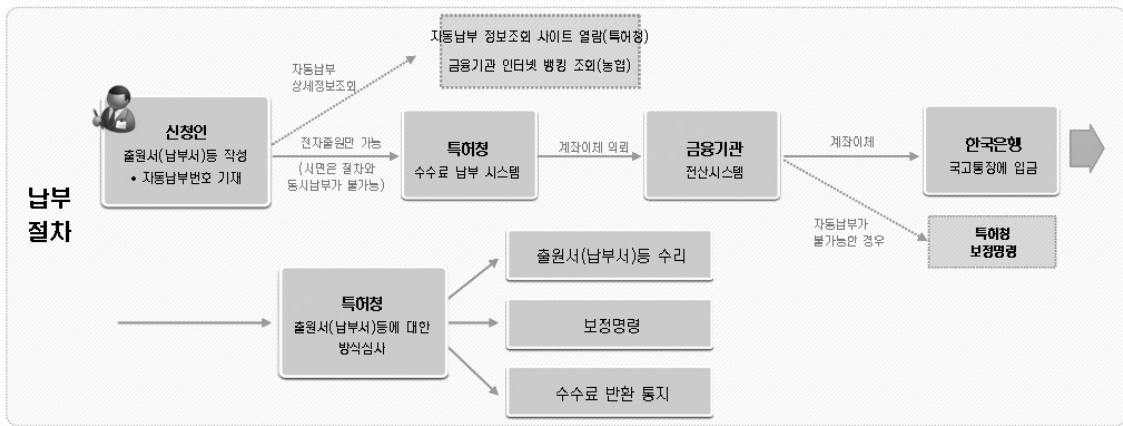 자동납부 정보조회 사이트 열람(특허청)
금융기관 인터넷 뱅킹 조회(농협)
자동납부
상세정보조회
신청인
출원서(납부서)등 작성
• 자동납부번호 기재
전자출원만 가능
(서면은 절차와
동시납부가 불가능)
특허청
수수료 납부 시스템
계좌이체 의뢰
금융기관
전산시스템
계좌이체
한국은행
국고통장에 입금
납부
절차
자동납부가
불가능한 경우
특허청
보정명령
특허청
출원서(납부서)등에 대한
방식심사
출원서(납부서)등 수리
보정명령
수수료 반환 통지